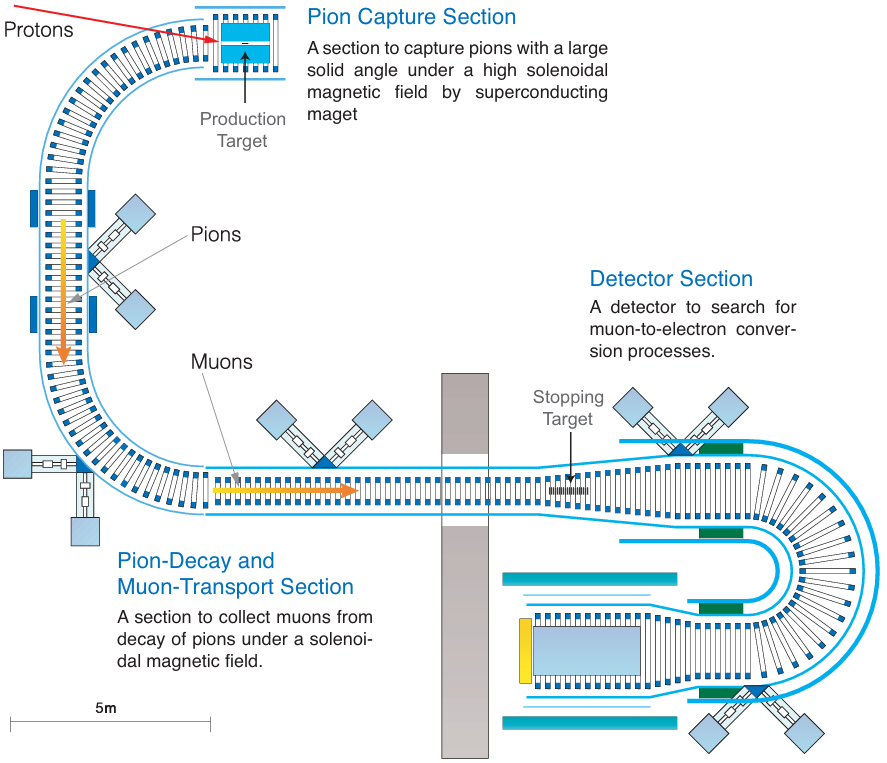 Protons
Pion Capture Section
A section to capture pions with a large
solid angle under a high solenoidal
magnetic field by superconducting
maget
Production
Target
Pions
Detector Section
A detector to search for
muon-to-electron conver-
sion processes.
Muons
Stopping
Target
Pion-Decay and
Muon-Transport Section
A section to collect muons from
decay of pions under a solenoi-
dal magnetic field.
5m